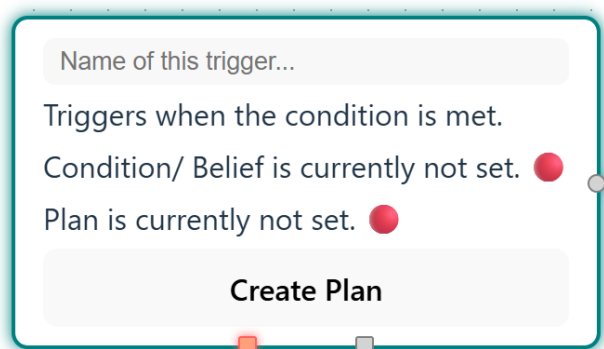 Name of this trigger...
Triggers when the condition is met.
Condition/ Belief is currently not set.
Plan is currently not set.
Create Plan